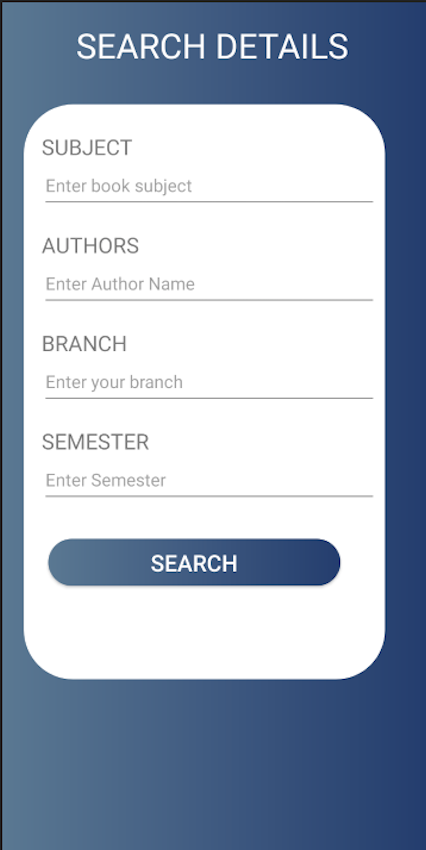 SEARCH DETAILS
SUBJECT
Enter book subject
AUTHORS
Enter Author Name
BRANCH
Enter your branch
SEMESTER
Enter Semester
SEARCH